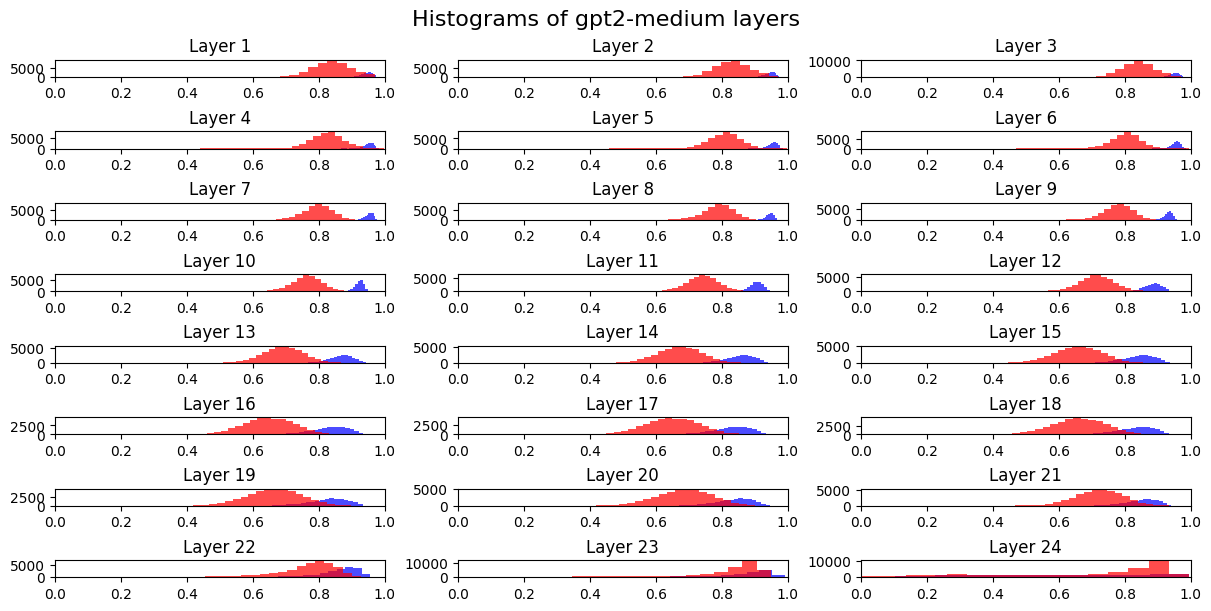 Histograms of gpt2-medium layers
Layer 1 Layer 2 Layer 3
5000 5000 10000
0 0 0
0.0 0.2 0.4 0.6 0.8 1.0 0.0 0.2 0.4 0.6 0.8 1.0 0.0 0.2 0.4 0.6 0.8 1.0
Layer 4 Layer 5 Layer 6
5000 5000 5000
0 0 0
0.0 0.2 0.4 0.6 0.8 1.0 0.0 0.2 0.4 0.6 0.8 1.0 0.0 0.2 0.4 0.6 0.8 1.0
Layer 7 Layer 8 Layer 9
5000 5000 5000
0 0 0
0.0 0.2 0.4 0.6 0.8 1.0 0.0 0.2 0.4 0.6 0.8 1.0 0.0 0.2 0.4 0.6 0.8 1.0
Layer 10 Layer 11 Layer 12
5000 5000 5000
0 0 0
0.0 0.2 0.4 0.6 0.8 1.0 0.0 0.2 0.4 0.6 0.8 1.0 0.0 0.2 0.4 0.6 0.8 1.0
Layer 13 Layer 14 Layer 15
5000 5000 5000
0 0 0
0.0 0.2 0.4 0.6 0.8 1.0 0.0 0.2 0.4 0.6 0.8 1.0 0.0 0.2 0.4 0.6 0.8 1.0
Layer 16 Layer 17 Layer 18
2500 2500 2500
0 0 0
0.0 0.2 0.4 0.6 0.8 1.0 0.0 0.2 0.4 0.6 0.8 1.0 0.0 0.2 0.4 0.6 0.8 1.0
Layer 19 Layer 20 Layer 21
2500 5000 5000
0 0 0
0.0 0.2 0.4 0.6 0.8 1.0 0.0 0.2 0.4 0.6 0.8 1.0 0.0 0.2 0.4 0.6 0.8 1.0
Layer 22 Layer 23 Layer 24
5000 10000 10000
0 0 0
0.0 0.2 0.4 0.6 0.8 1.0 0.0 0.2 0.4 0.6 0.8 1.0 0.0 0.2 0.4 0.6 0.8 1.0